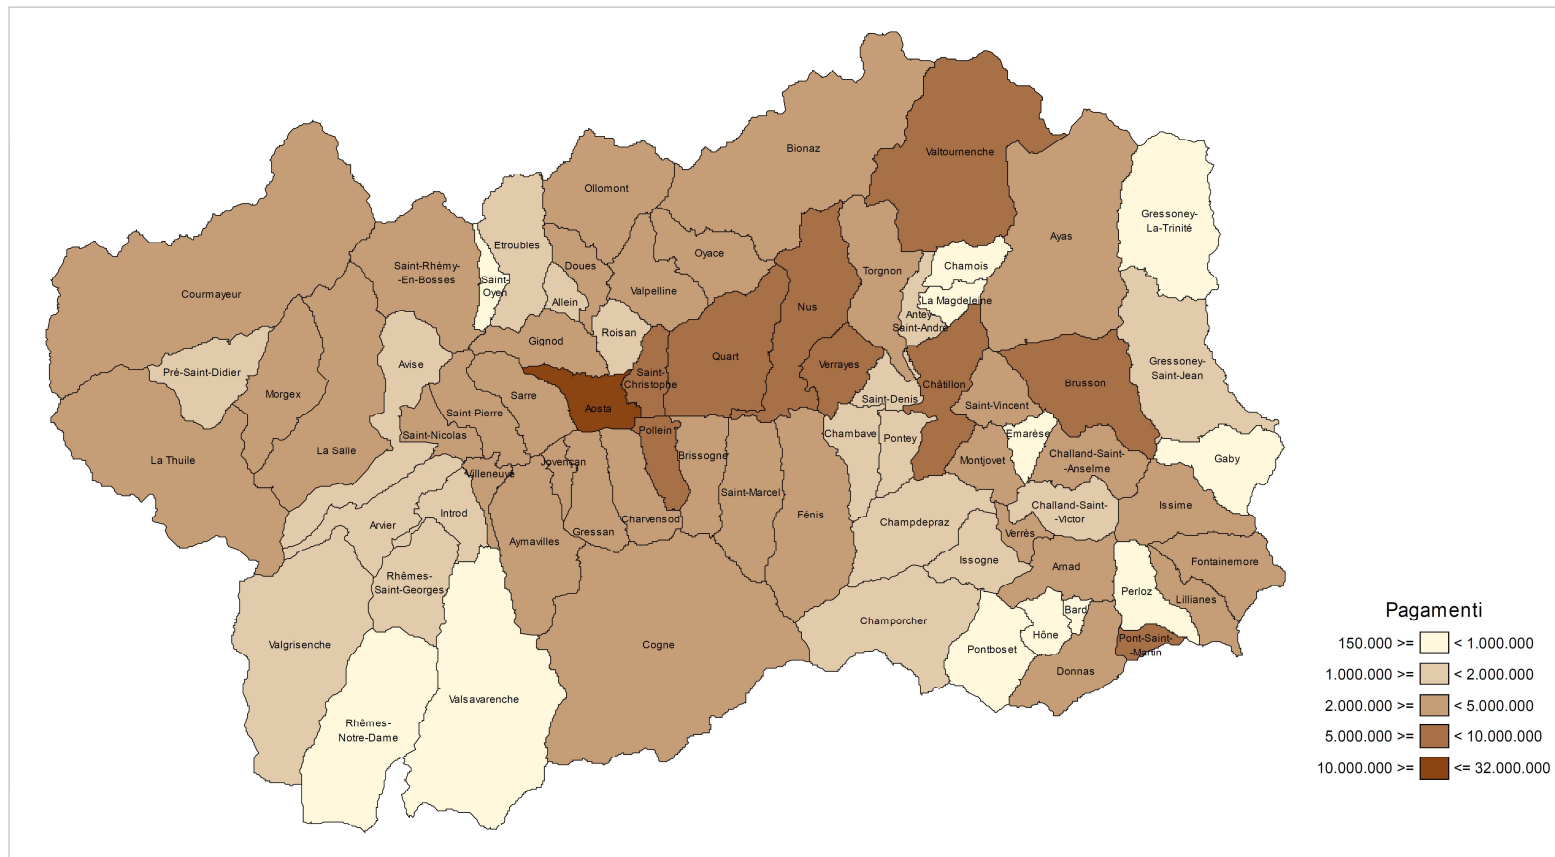 Bionaz
Valtournenche
Ollomont
Gressoney-
La-Trinité
Ayas
Etroubles
Oyace
Doues
Saint-Rhémy-
-En-Bosses
Chamois
Torgnon
Saint-
Oyen
Valpelline
Courmayeur
Allein
La Magdeleine
Nus
Antey-
Saint-Andrè
Roisan
Gignod
Quart
Avise
Verrayes
Gressoney-
Saint-Jean
Pré-Saint-Didier
Saint-
-Christophe
Châtillon
Brusson
Morgex
Sarre
Saint-Denis
Saint-Vincent
Aosta
Saint-Pierre
Pollein
Chambave
Emarèse
Saint-Nicolas
Pontey
La Salle
Brissogne
Challand-Saint-
-Anselme
Gaby
La Thuile
Jovençan
Montjovet
Villeneuve
Saint-Marcel
Introd
Challand-Saint-
-Victor
Issime
Fénis
Arvier
Charvensod
Champdepraz
Gressan
Verrès
Aymavilles
Issogne
Fontainemore
Arnad
Rhêmes-
Saint-Georges
Perloz
Lillianes
Bard
Champorcher
Hône
Valgrisenche
Cogne
Pontboset
Pont-Saint-
-Martin
Donnas
Valsavarenche
Rhêmes-
Notre-Dame
Pagamenti
150.000 >= < 1.000.000
1.000.000 >= < 2.000.000
2.000.000 >= < 5.000.000
5.000.000 >= < 10.000.000
10.000.000 >= <= 32.000.000